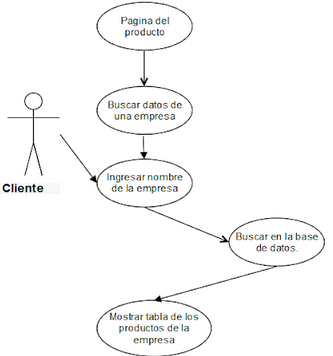 Pagina del
producto
Buscar datos de
una empresa
Cliente
Ingresar nombre
de la empresa
Buscar en la base
de datos.
Mostrar tabla de los
productos de la
empresa